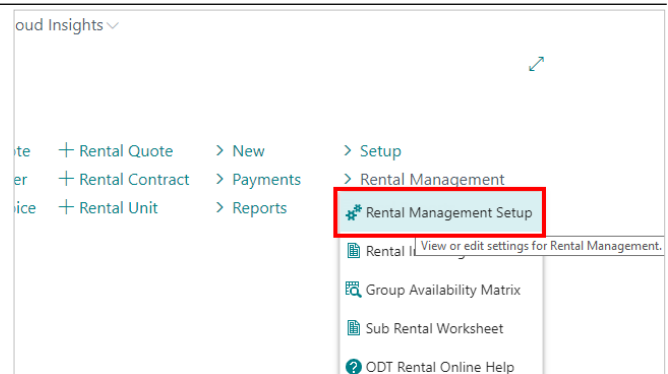 oud Insights
te + Rental Quote > New > Setup
er + Rental Contract > Payments > Rental Management
ice + Rental Unit > Reports
Rental Management Setup
View or edit settings for Rental Management.
Rental I
Group Availability Matrix
Sub Rental Worksheet
? ODT Rental Online Help